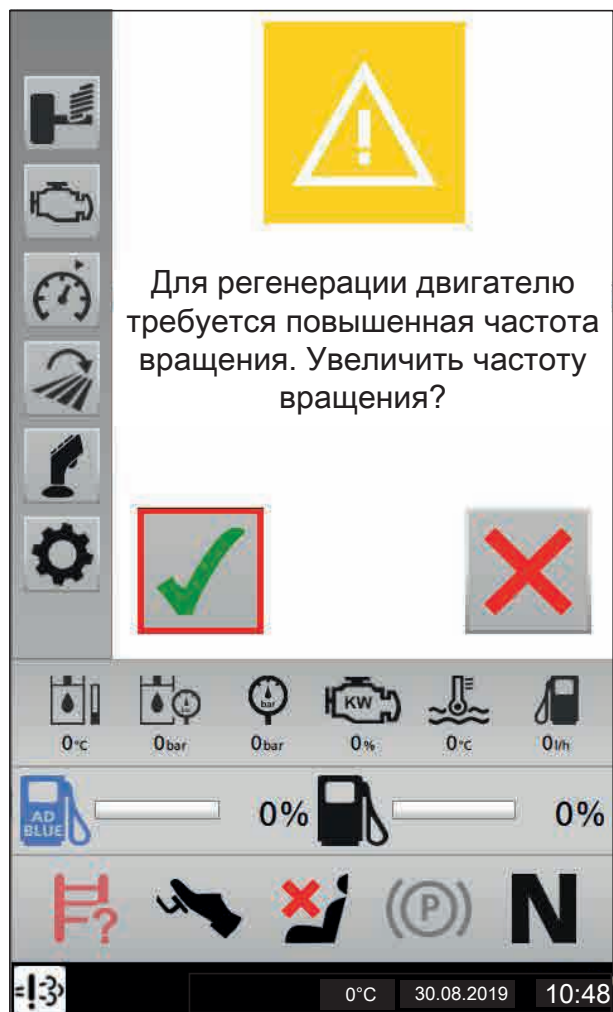 Для регенерации двигателю
требуется повышенная частота
вращения. Увеличить частоту
вращения?
bar
KW
0°C
0bar
0bar
0%
0°C
0l/h
AD
BLUE
0%
0%
?
(P)
N
0°C 30.08.2019 10:48